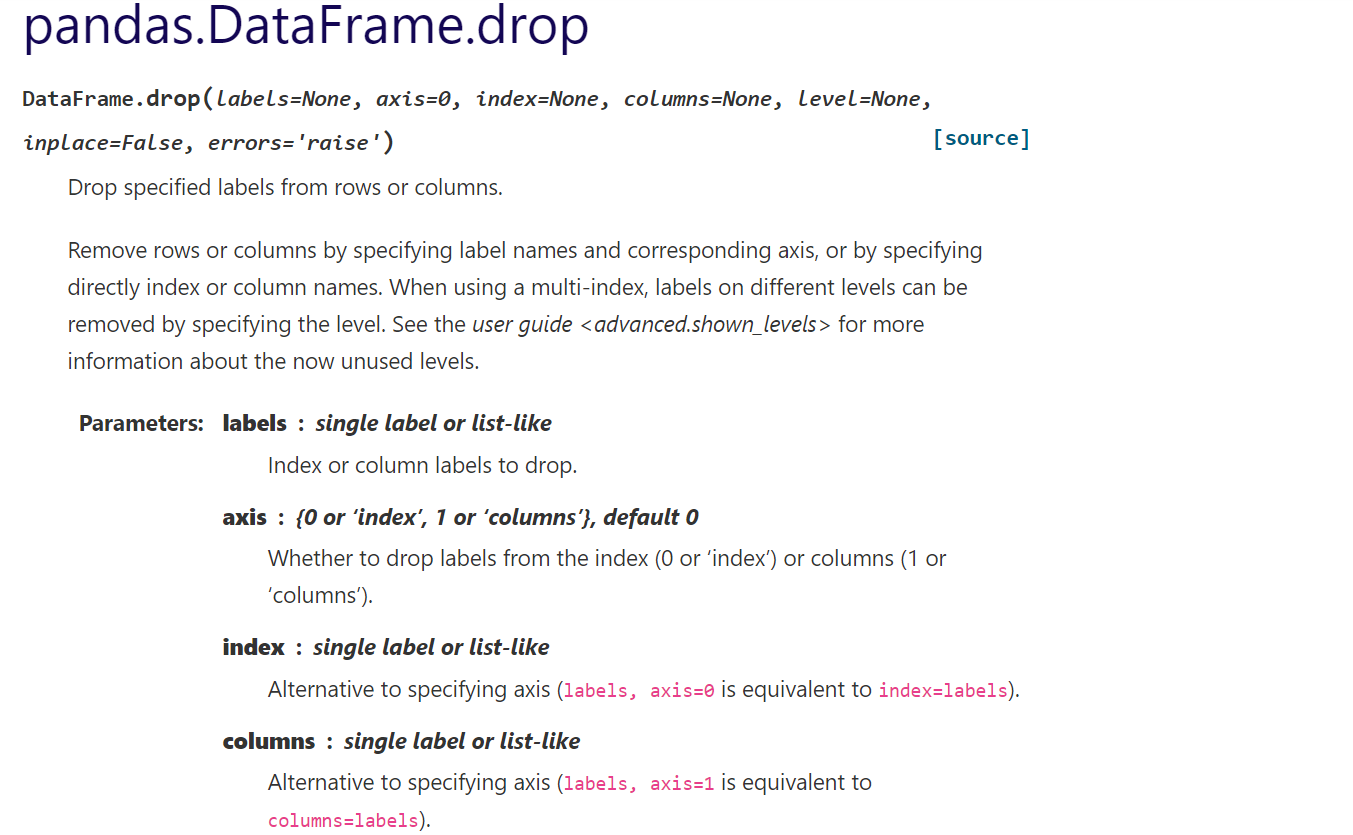 pandas.DataFrame.drop
DataFrame.drop(labels=None, axis=0, index=None, columns=None, level=None,
inplace=False, errors='raise') [source]
Drop specified labels from rows or columns.
Remove rows or columns by specifying label names and corresponding axis, or by specifying
directly index or column names. When using a multi-index, labels on different levels can be
removed by specifying the level. See the user guide <advanced.shown_levels> for more
information about the now unused levels.
Parameters: labels : single label or list-like
Index or column labels to drop.
axis : {0 or ‘index’, 1 or ‘columns’}, default 0
Whether to drop labels from the index (0 or ‘index’) or columns (1 or
‘columns’).
index : single label or list-like
Alternative to specifying axis (labels, axis=0 is equivalent to index=labels).
columns : single label or list-like
Alternative to specifying axis (labels, axis=1 is equivalent to
columns=labels).